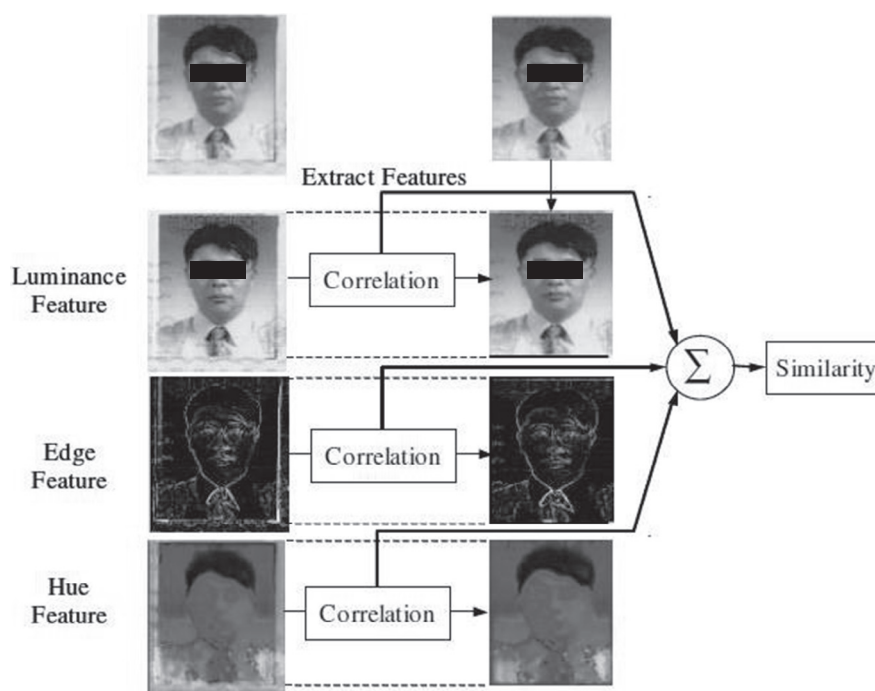 Extract Features
Luminance
Feature
Correlation
Σ
Similarity
Edge
Feature
Correlation
Hue
Feature
Correlation